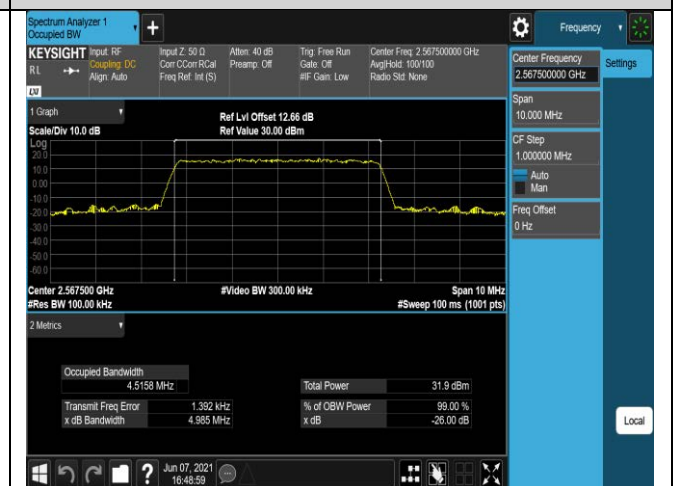 Spectrum Analyzer 1
Occupied BW
+
Frequency
KEYSIGHT
R L
LXI
Input: RF
Coupling: DC
Align: Auto
Input Z: 50 Ω
Corr CCorr RCal
Freq Ref: Int (S)
Atten: 40 dB
Preamp: Off
Trig: Free Run
Gate: Off
#IF Gain: Low
Center Freq: 2.567500000 GHz
Avg|Hold: 100/100
Radio Std: None
Center Frequency
2.567500000 GHz
Settings
Span
10.000 MHz
CF Step
1.000000 MHz
Auto
Man
Freq Offset
0 Hz
1 Graph
Ref Lvl Offset 12.66 dB
Scale/Div 10.0 dB
Ref Value 30.00 dBm
Log
20.0
10.0
0.00
-10.0
-20.0
-30.0
-40.0
-50.0
-60.0
Center 2.567500 GHz
#Video BW 300.00 kHz
Span 10 MHz
#Res BW 100.00 kHz
#Sweep 100 ms (1001 pts)
2 Metrics
Occupied Bandwidth
4.5158 MHz
Total Power 31.9 dBm
Transmit Freq Error 1.392 kHz
% of OBW Power 99.00 %
x dB Bandwidth 4.985 MHz
x dB -26.00 dB
Local
?
Jun 07, 2021
16:48:59